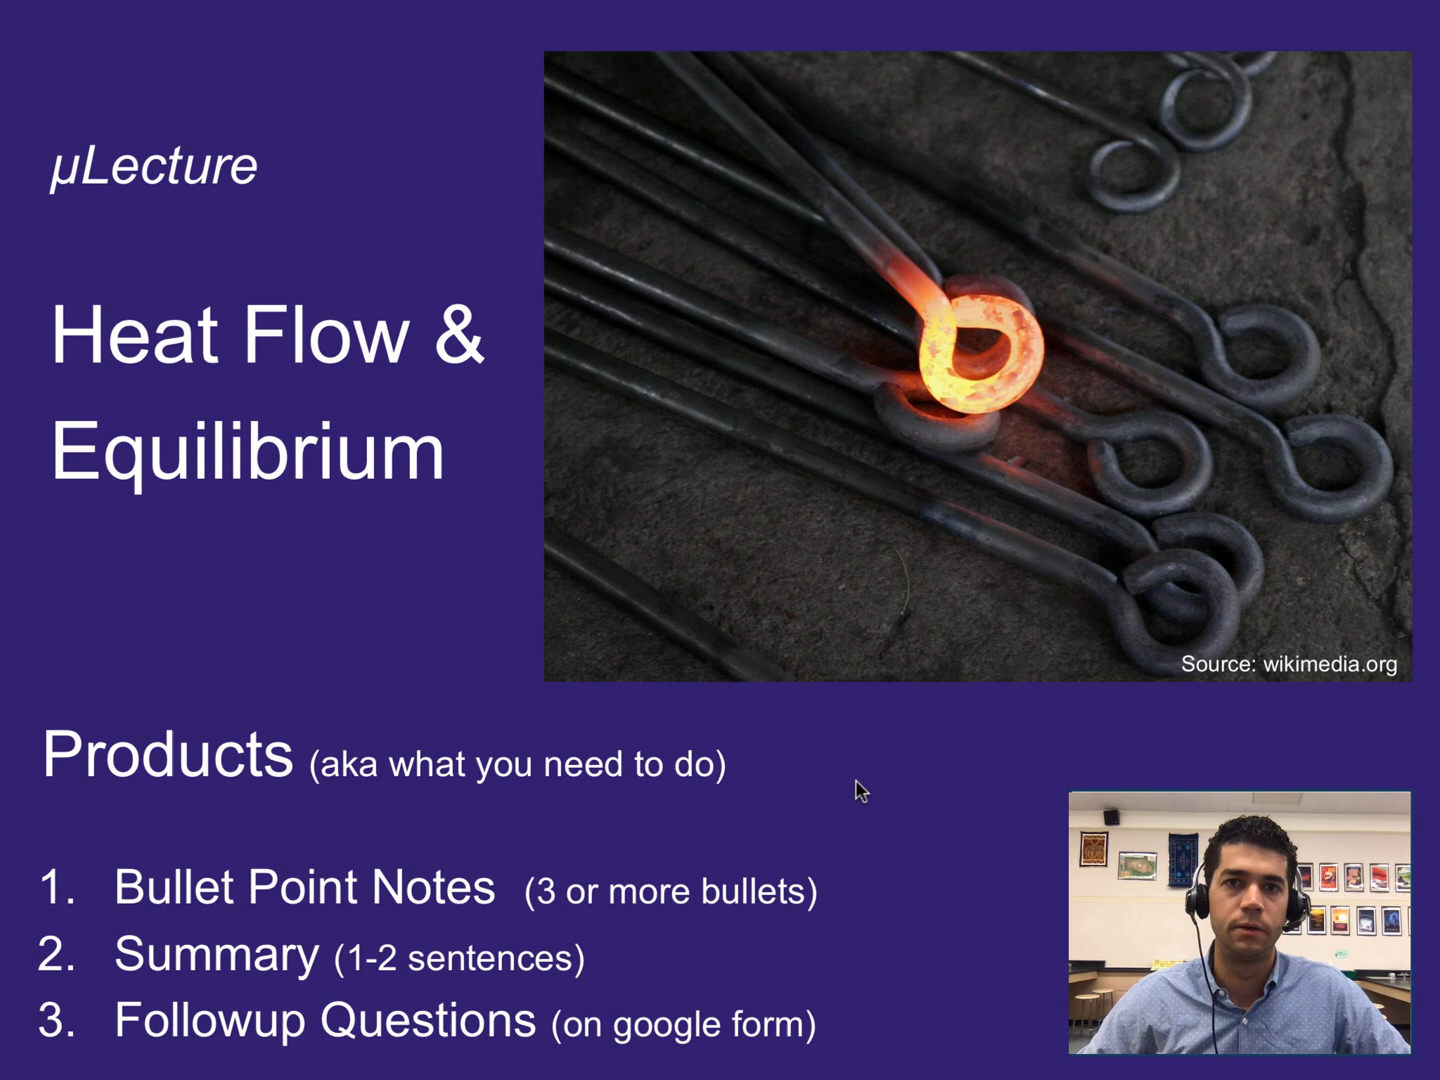 µLecture
Heat Flow &
Equilibrium
Source: wikimedia.org
Products (aka what you need to do)
1. Bullet Point Notes (3 or more bullets)
2. Summary (1-2 sentences)
3. Followup Questions (on google form)